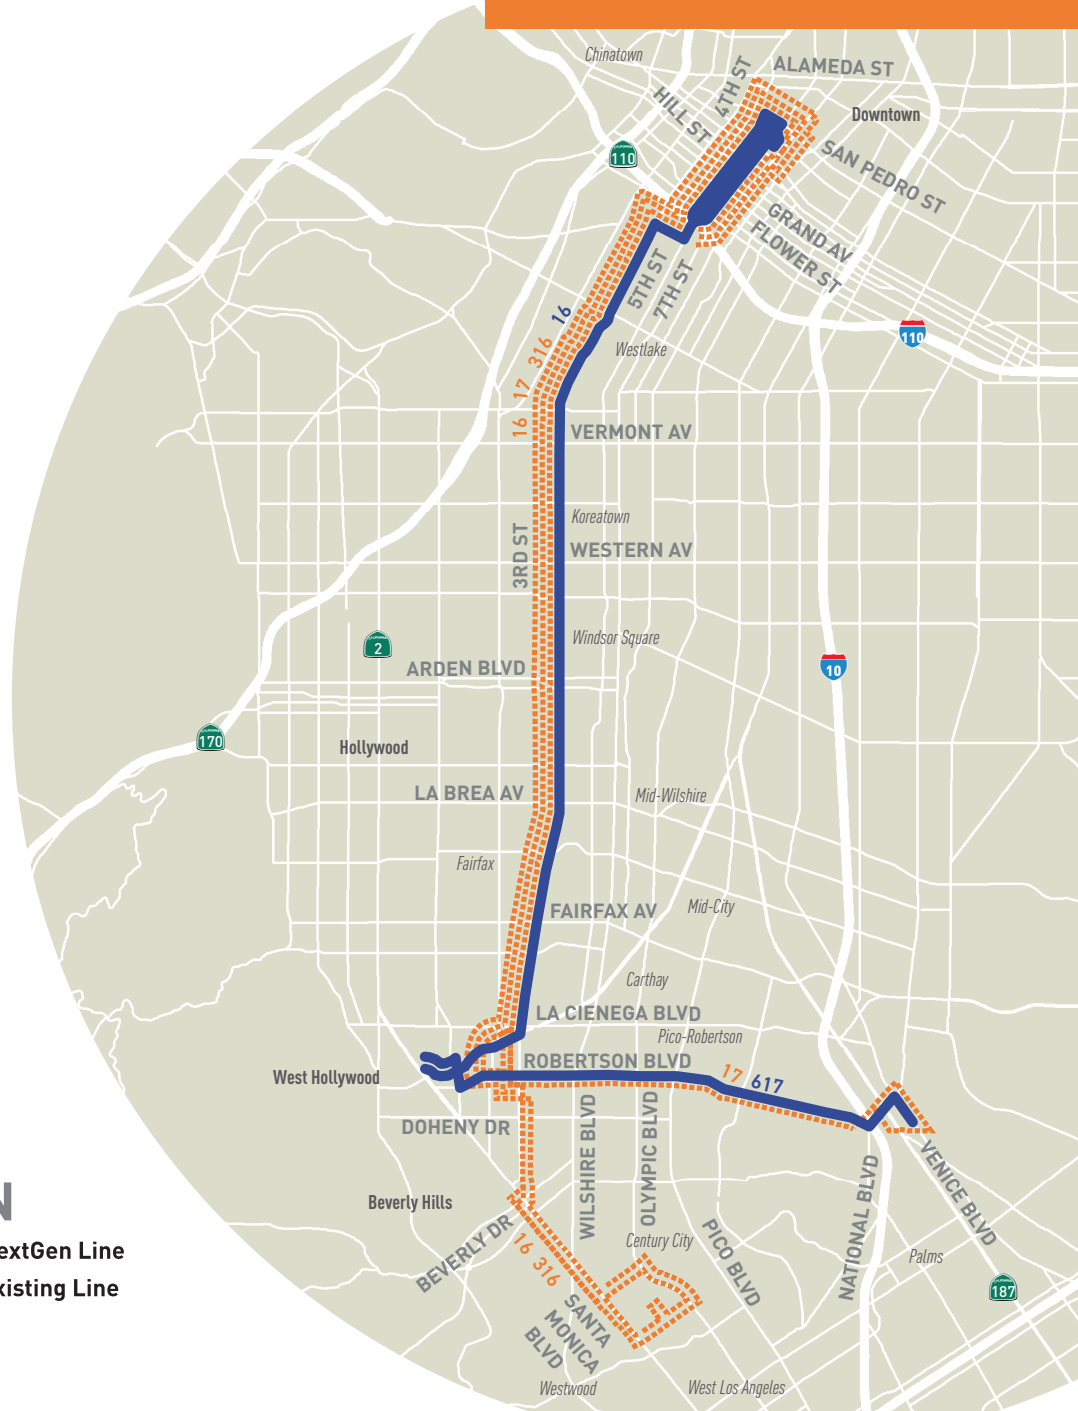 Chinatown
4TH ST
ALAMEDA ST
HILL ST
Downtown
CALIFORNIA
110
SAN PEDRO ST
GRAND AV
FLOWER ST
5TH ST
7TH ST
16
110
316
Westlake
17
16
VERMONT AV
Koreatown
3RD ST
WESTERN AV
Windsor Square
2
ARDEN BLVD
10
170
Hollywood
LA BREA AV
Mid-Wilshire
Fairfax
FAIRFAX AV
Mid-City
Carthay
LA CIENEGA BLVD
Pico-Robertson
ROBERTSON BLVD
West Hollywood
17
617
DOHENY DR
WILSHIRE BLVD
OLYMPIC BLVD
NATIONAL BLVD
VENICE BLVD
N
Beverly Hills
BEVERLY DR
16 316
Century City
PICO BLVD
Palms
extGen Line
xisting Line
187
SANTA
MONICA
BLVD
Westwood
West Los Angeles